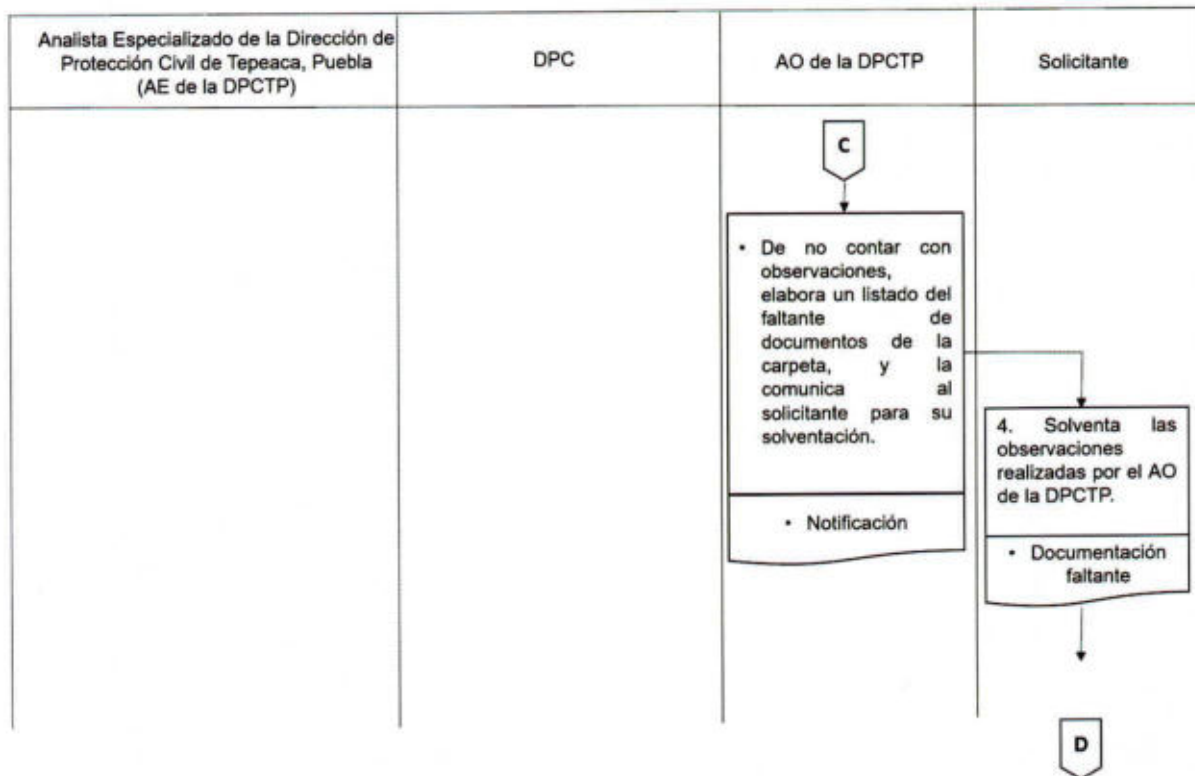 Analista Especializado de la Dirección de
Protección Civil de Tepeaca, Puebla
(AE de la DPCTP)
DPC
AO de la DPCTP
Solicitante
C
• De no contar con
observaciones,
elabora un listado del
faltante de
documentos de la
carpeta, y la
comunica al
solicitante para su
solventación.
• Notificación
4. Solventa las
observaciones
realizadas por el AO
de la DPCTP.
• Documentación
faltante
D